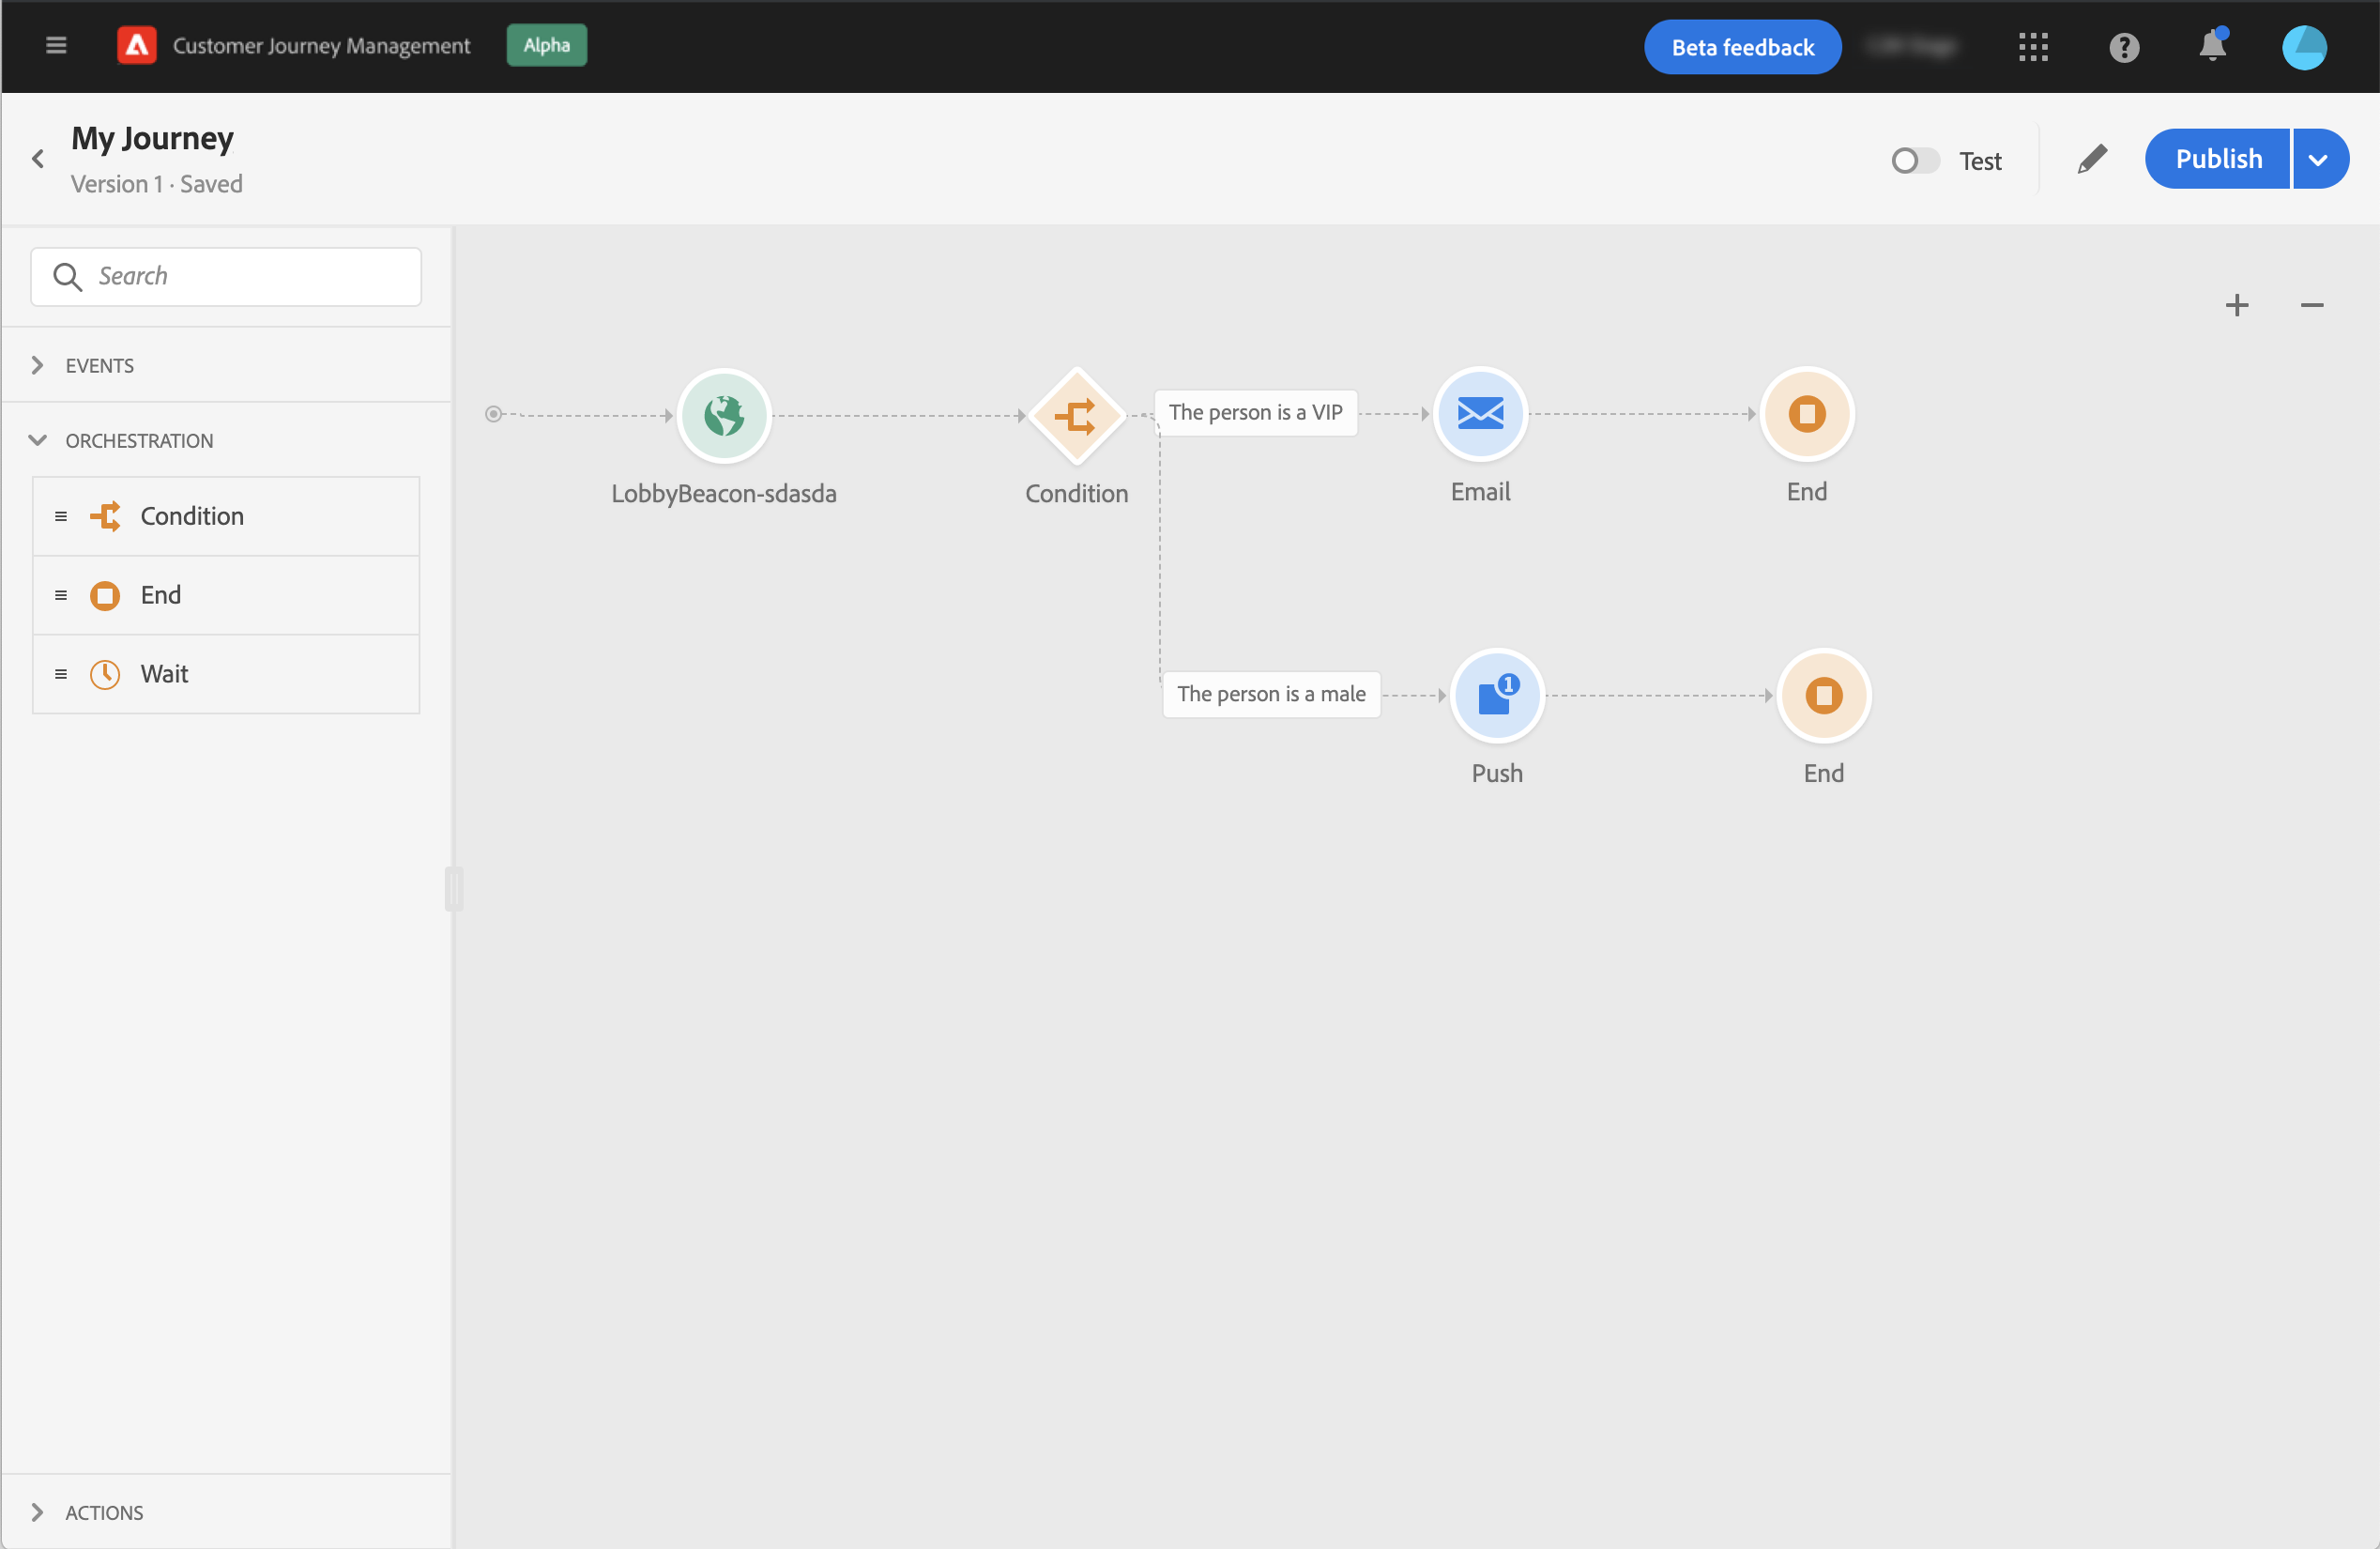 Customer Journey Management
Alpha
Beta feedback
My Journey
Version 1 · Saved
Test
Publish
Search
EVENTS
ORCHESTRATION
Condition
End
Wait
ACTIONS
LobbyBeacon-sdasda
Condition
The person is a VIP
Email
End
The person is a male
1
Push
End